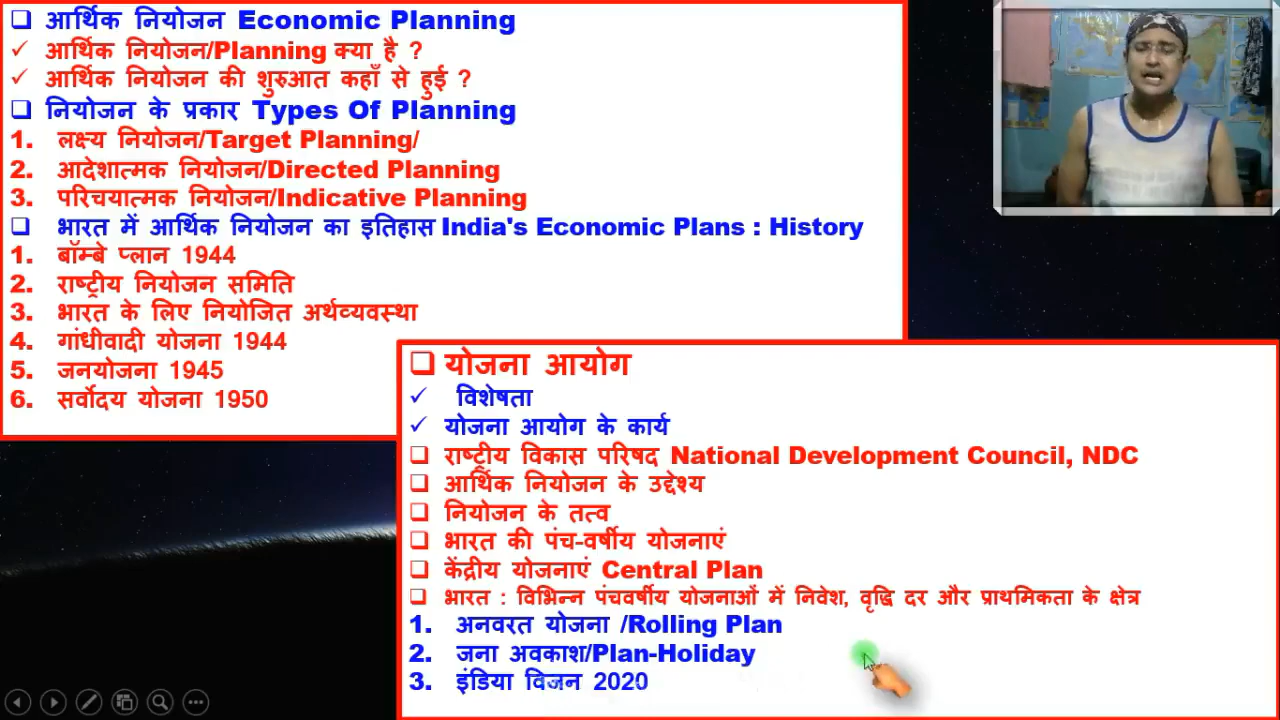 ❑ आर्थिक नियोजन Economic Planning
✓ आर्थिक नियोजन/Planning क्या है ?
✓ आर्थिक नियोजन की शुरुआत कहाँ से हुई ?
❑ नियोजन के प्रकार Types Of Planning
1. लक्ष्य नियोजन/Target Planning/
2. आदेशात्मक नियोजन/Directed Planning
3. परिचयात्मक नियोजन/Indicative Planning
❑ भारत में आर्थिक नियोजन का इतिहास India's Economic Plans : History
1. बॉम्बे प्लान 1944
2. राष्ट्रीय नियोजन समिति
3. भारत के लिए नियोजित अर्थव्यवस्था
4. गांधीवादी योजना 1944
5. जनयोजना 1945
6. सर्वोदय योजना 1950
❑ योजना आयोग
✓ विशेषता
✓ योजना आयोग के कार्य
❑ राष्ट्रीय विकास परिषद National Development Council, NDC
❑ आर्थिक नियोजन के उद्देश्य
❑ नियोजन के तत्व
❑ भारत की पंच-वर्षीय योजनाएं
❑ केंद्रीय योजनाएं Central Plan
❑ भारत : विभिन्न पंचवर्षीय योजनाओं में निवेश, वृद्धि दर और प्राथमिकता के क्षेत्र
1. अनवरत योजना /Rolling Plan
2. जना अवकाश/Plan-Holiday
3. इंडिया विजन 2020